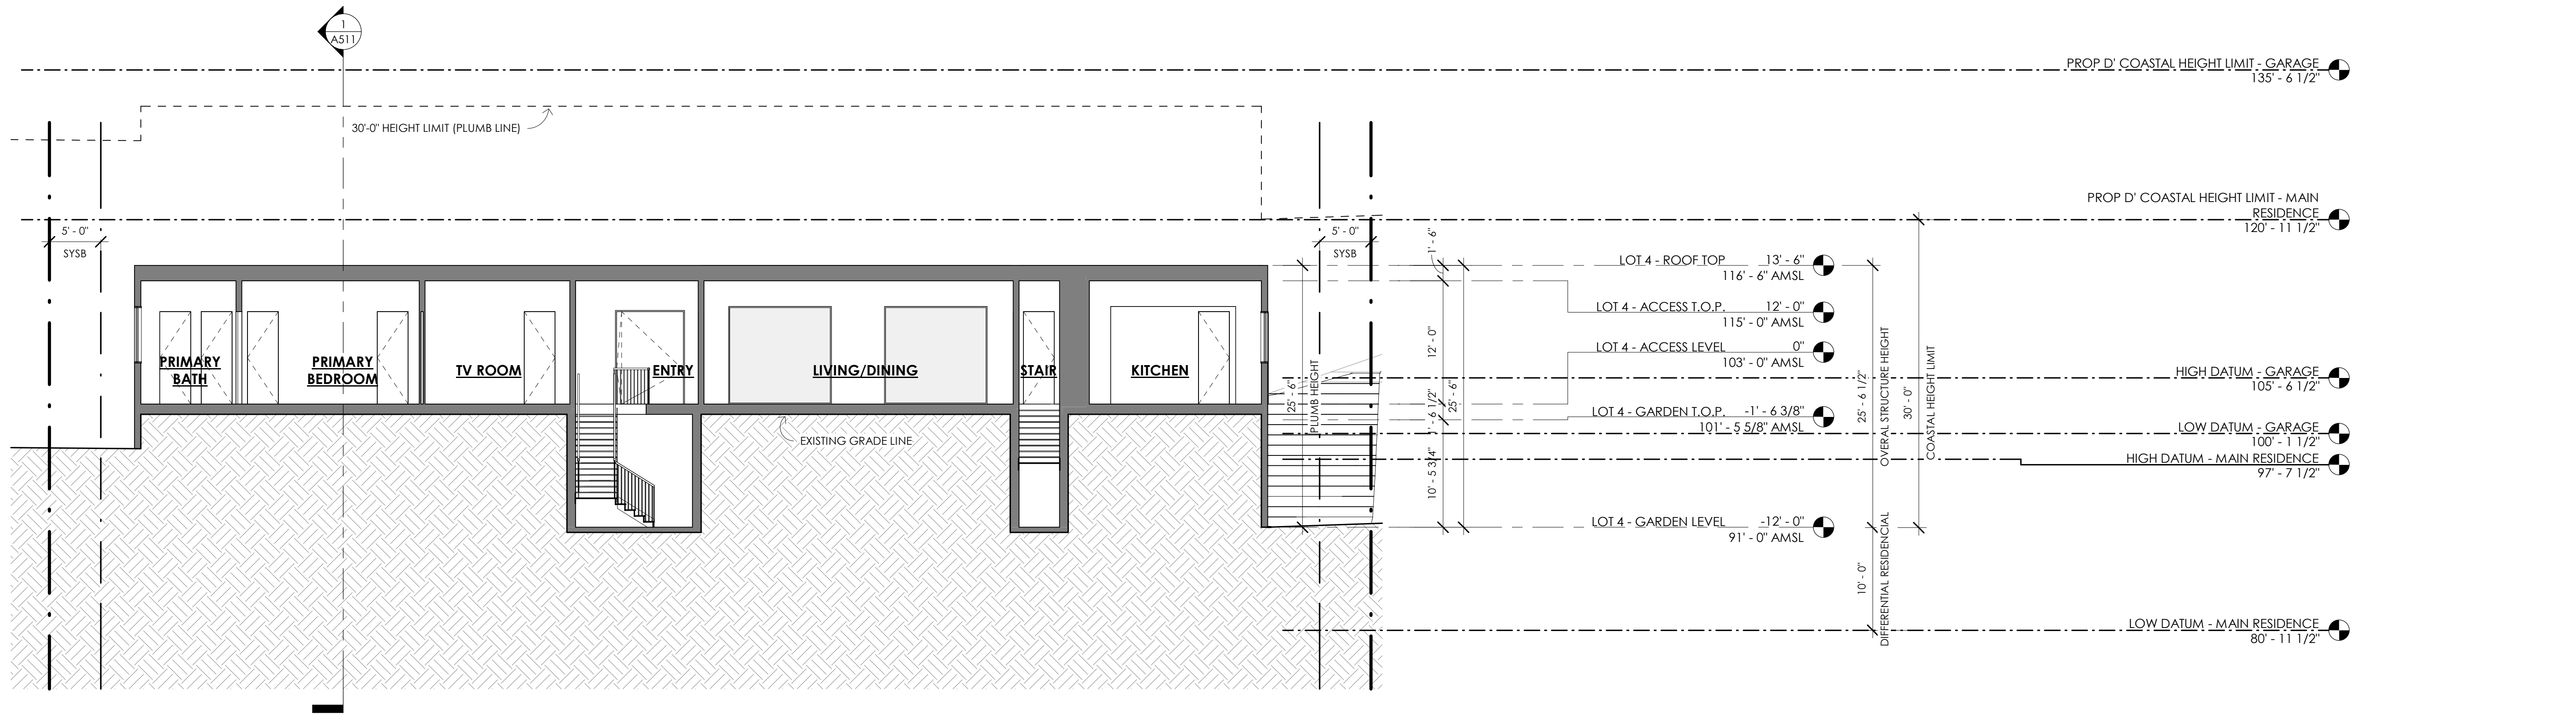 1
A511
PROP D' COASTAL HEIGHT LIMIT - GARAGE
135' - 6 1/2"
30'-0" HEIGHT LIMIT (PLUMB LINE)
PROP D' COASTAL HEIGHT LIMIT - MAIN
RESIDENCE
120' - 11 1/2"
5' - 0"
SYSB
5' - 0"
SYSB
1' - 6"
LOT 4 - ROOF TOP 13' - 6"
116' - 6" AMSL
LOT 4 - ACCESS T.O.P. 12' - 0"
115' - 0" AMSL
LOT 4 - ACCESS LEVEL 0"
103' - 0" AMSL
PRIMARY
BATH
PRIMARY
BEDROOM
TV ROOM
ENTRY
LIVING/DINING
STAIR
KITCHEN
25' - 6"
PLUMB HEIGHT
12' - 0"
1' - 6 1/2"
10' - 5 3/4"
25' - 6"
HIGH DATUM - GARAGE
105' - 6 1/2"
LOT 4 - GARDEN T.O.P. -1' - 6 3/8"
101' - 5 5/8" AMSL
25' - 6 1/2"
OVERAL STRUCTURE HEIGHT
30' - 0"
COASTAL HEIGHT LIMIT
LOW DATUM - GARAGE
100' - 1 1/2"
EXISTING GRADE LINE
HIGH DATUM - MAIN RESIDENCE
97' - 7 1/2"
LOT 4 - GARDEN LEVEL -12' - 0"
91' - 0" AMSL
10' - 0"
DIFFERENTIAL RESIDENCIAL
LOW DATUM - MAIN RESIDENCE
80' - 11 1/2"